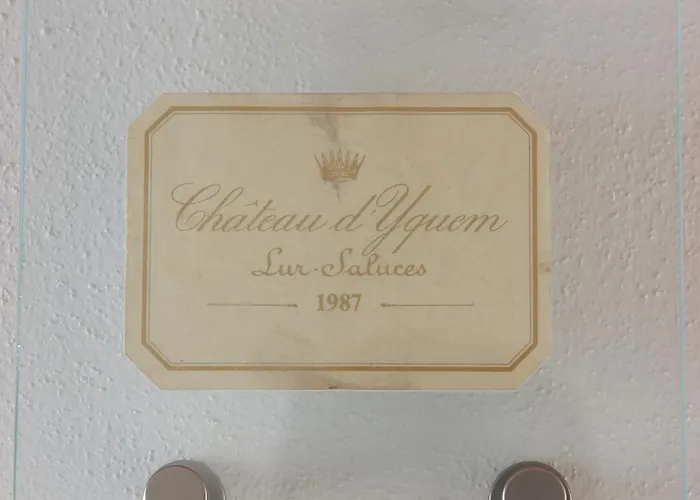 Château d'Yquem
Lur-Saluces
1987